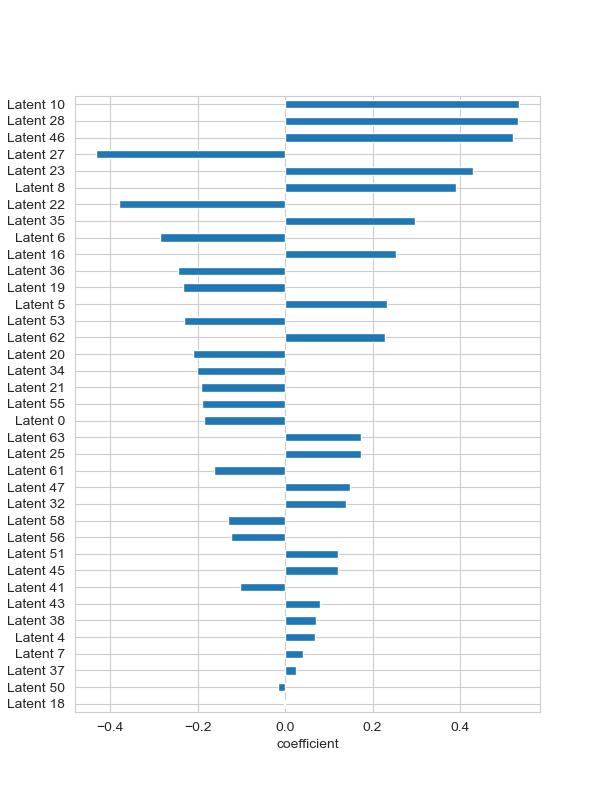 Latent 10
Latent 28
Latent 46
Latent 27
Latent 23
Latent 8
Latent 22
Latent 35
Latent 6
Latent 16
Latent 36
Latent 19
Latent 5
Latent 53
Latent 62
Latent 20
Latent 34
Latent 21
Latent 55
Latent 0
Latent 63
Latent 25
Latent 61
Latent 47
Latent 32
Latent 58
Latent 56
Latent 51
Latent 45
Latent 41
Latent 43
Latent 38
Latent 4
Latent 7
Latent 37
Latent 50
Latent 18
−0.4 −0.2 0.0 0.2 0.4
coefficient